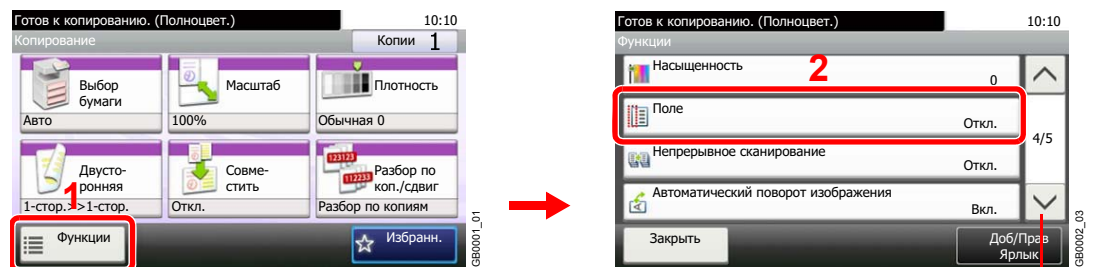 Готов к копированию. (Полноцвет.) 10:10
Копирование Копии 1
Выбор бумаги
Масштаб
Плотность
Авто
100%
Обычная 0
Двусто-
ронняя
Совме-
стить
123123
112233
Разбор по
коп./сдвиг
1-стор.>>1-стор.
Откл.
Разбор по копиям
1
Функции
Избранн.
GB0001_01
Готов к копированию. (Полноцвет.) 10:10
Функции
Насыщенность
0
2
Поле
Откл.
4/5
Непрерывное сканирование
Откл.
Автоматический поворот изображения
Вкл.
Закрыть
Доб/Прав
Ярлык
GB0002_03